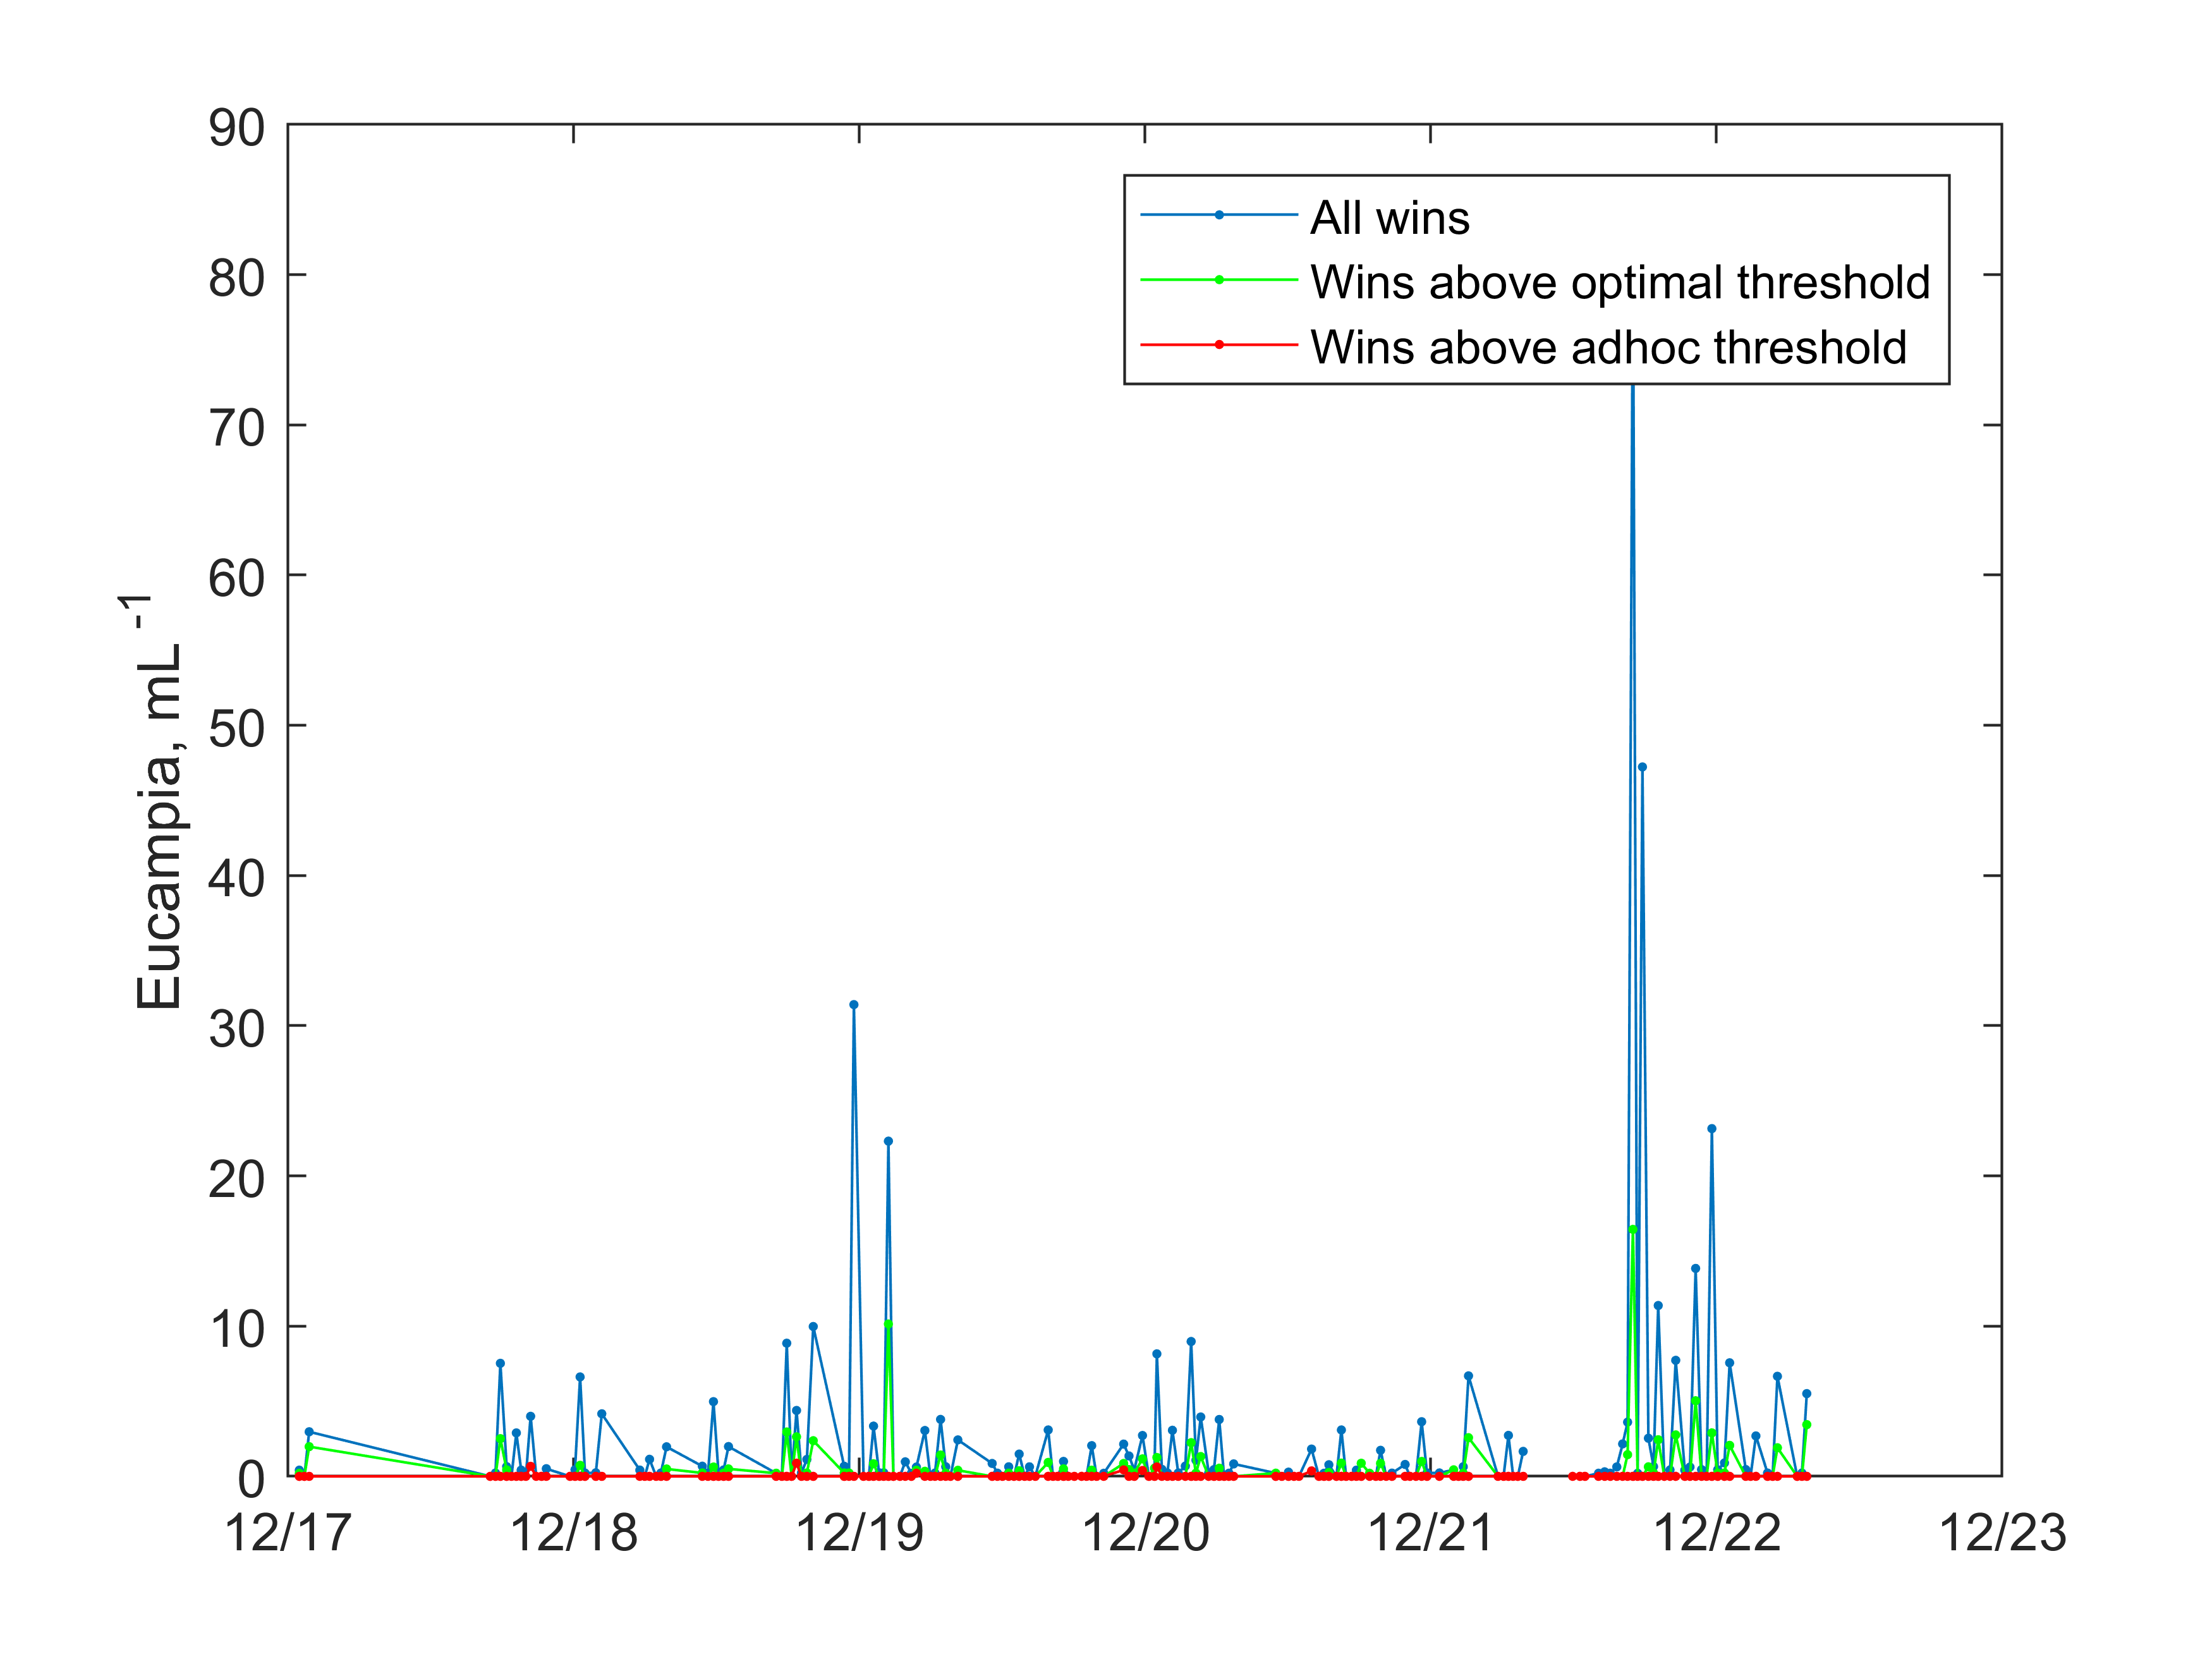 90
80
70
60
50
40
30
20
10
0
Eucampia, mL⁻¹
All wins
Wins above optimal threshold
Wins above adhoc threshold
12/17 12/18 12/19 12/20 12/21 12/22 12/23